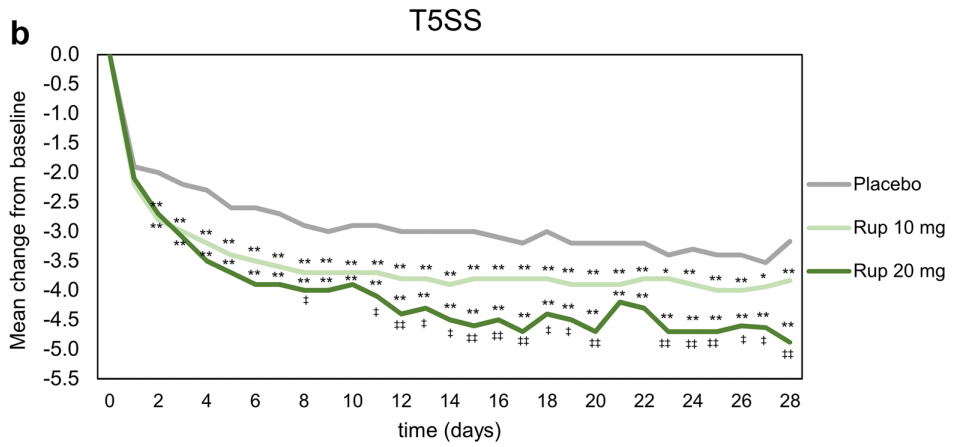 b
T5SS
Mean change from baseline
0.0
-0.5
-1.0
-1.5
-2.0
-2.5
-3.0
-3.5
-4.0
-4.5
-5.0
-5.5
0 2 4 6 8 10 12 14 16 18 20 22 24 26 28
time (days)
Placebo
Rup 10 mg
Rup 20 mg
** ** ** ** ** ** ** ** ** ** ** ** ** ** ** ** ** ** ** ** ** * ** ** ** * **
** ** ** ** ** ** ** ** ** ** ** ** ** ** ** ** ** ** ** ** ** ** ** ** ** ** **
‡ ‡ ‡‡ ‡ ‡ ‡‡ ‡‡ ‡‡ ‡ ‡ ‡‡ ‡‡ ‡‡ ‡‡ ‡ ‡ ‡‡